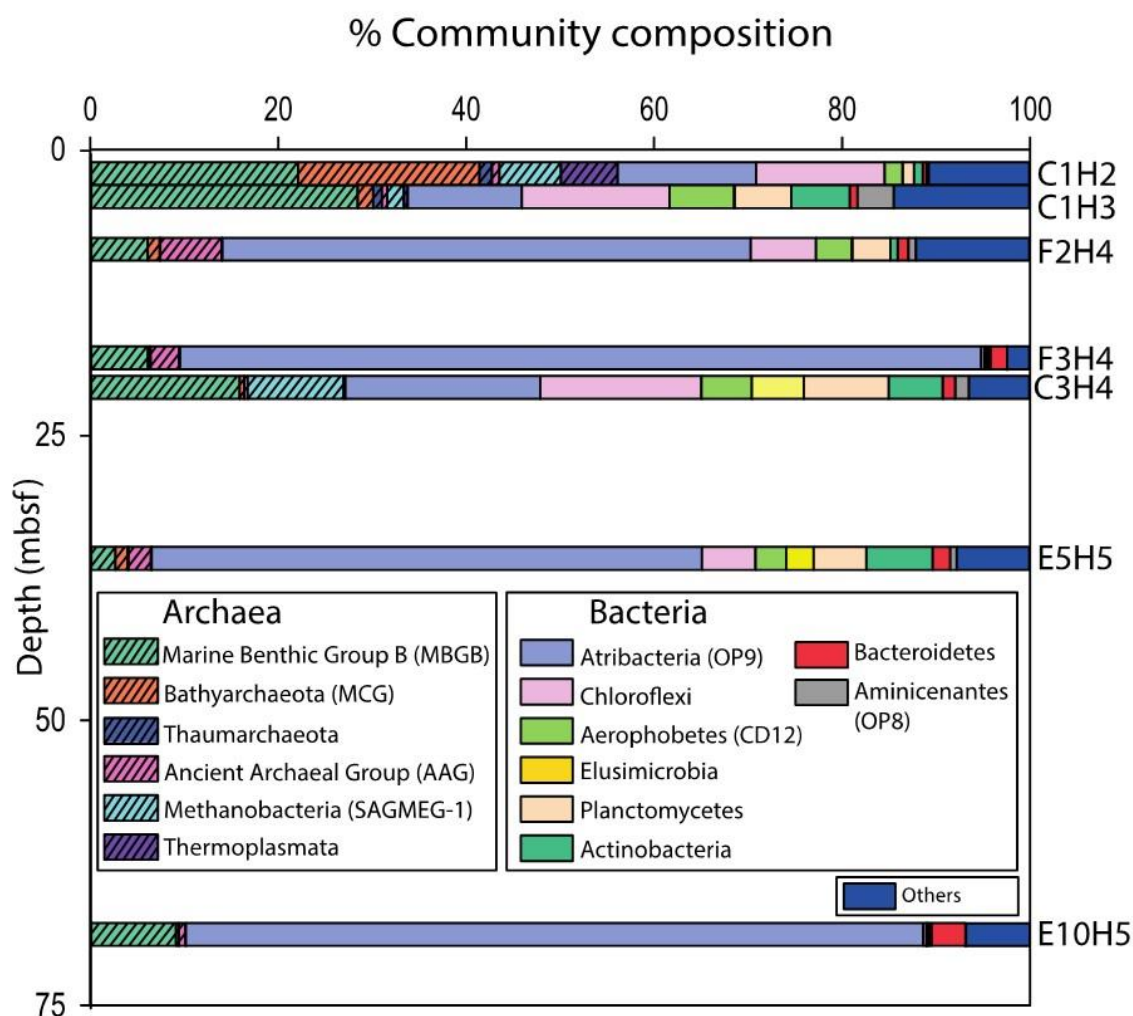 % Community composition
0 20 40 60 80 100
0
C1H2
C1H3
F2H4
F3H4
C3H4
25
Depth (mbsf)
E5H5
Archaea
Marine Benthic Group B (MBGB)
Bathyarchaeota (MCG)
Thaumarchaeota
Ancient Archaeal Group (AAG)
Methanobacteria (SAGMEG-1)
Thermoplasmata
Bacteria
Atribacteria (OP9)
Chloroflexi
Aerophobetes (CD12)
Elusimicrobia
Planctomycetes
Actinobacteria
Bacteroidetes
Aminicenantes
(OP8)
Others
50
E10H5
75